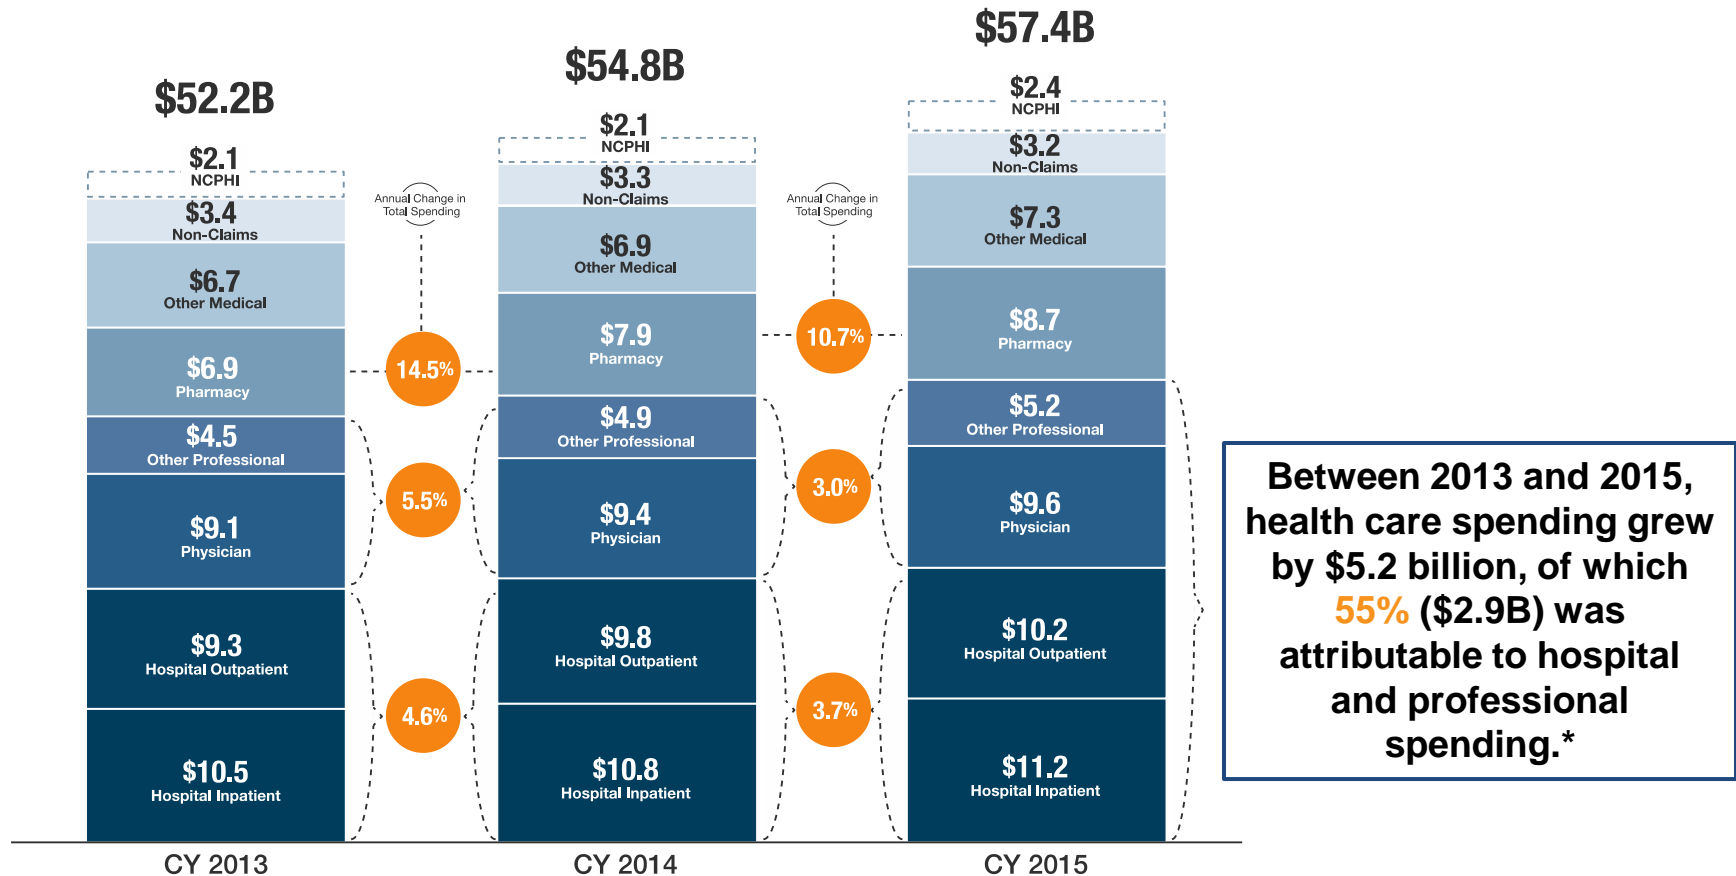 $52.2B
$2.1
NCPHI
$3.4
Non-Claims
$6.7
Other Medical
$6.9
Pharmacy
$4.5
Other Professional
$9.1
Physician
$9.3
Hospital Outpatient
$10.5
Hospital Inpatient
CY 2013
Annual Change in
Total Spending
14.5%
5.5%
4.6%
$54.8B
$2.1
NCPHI
$3.3
Non-Claims
$6.9
Other Medical
$7.9
Pharmacy
$4.9
Other Professional
$9.4
Physician
$9.8
Hospital Outpatient
$10.8
Hospital Inpatient
CY 2014
Annual Change in
Total Spending
10.7%
3.0%
3.7%
$57.4B
$2.4
NCPHI
$3.2
Non-Claims
$7.3
Other Medical
$8.7
Pharmacy
$5.2
Other Professional
$9.6
Physician
$10.2
Hospital Outpatient
$11.2
Hospital Inpatient
CY 2015
Between 2013 and 2015,
health care spending grew
by $5.2 billion, of which
55% ($2.9B) was
attributable to hospital
and professional
spending.*